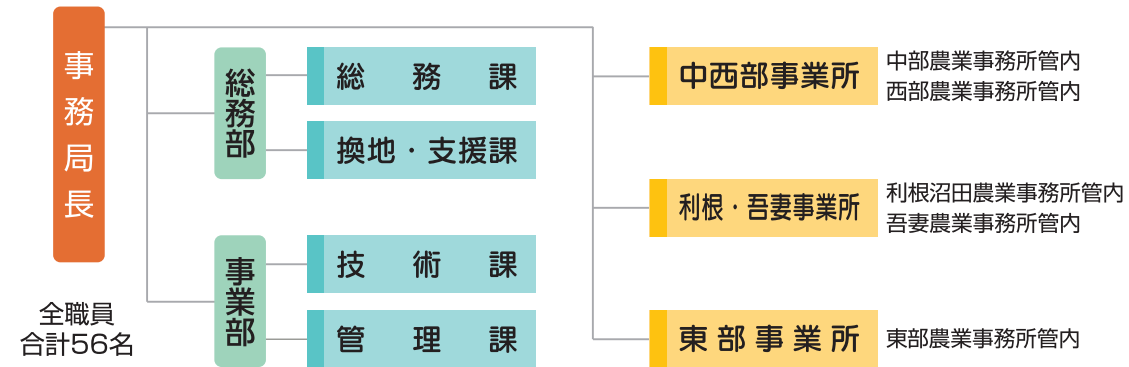 事務局長
総務部
総務課
換地・支援課
事業部
技術課
管理課
全職員
合計56名
中西部事業所
中部農業事務所管内
西部農業事務所管内
利根・吾妻事業所
利根沼田農業事務所管内
吾妻農業事務所管内
東部事業所
東部農業事務所管内